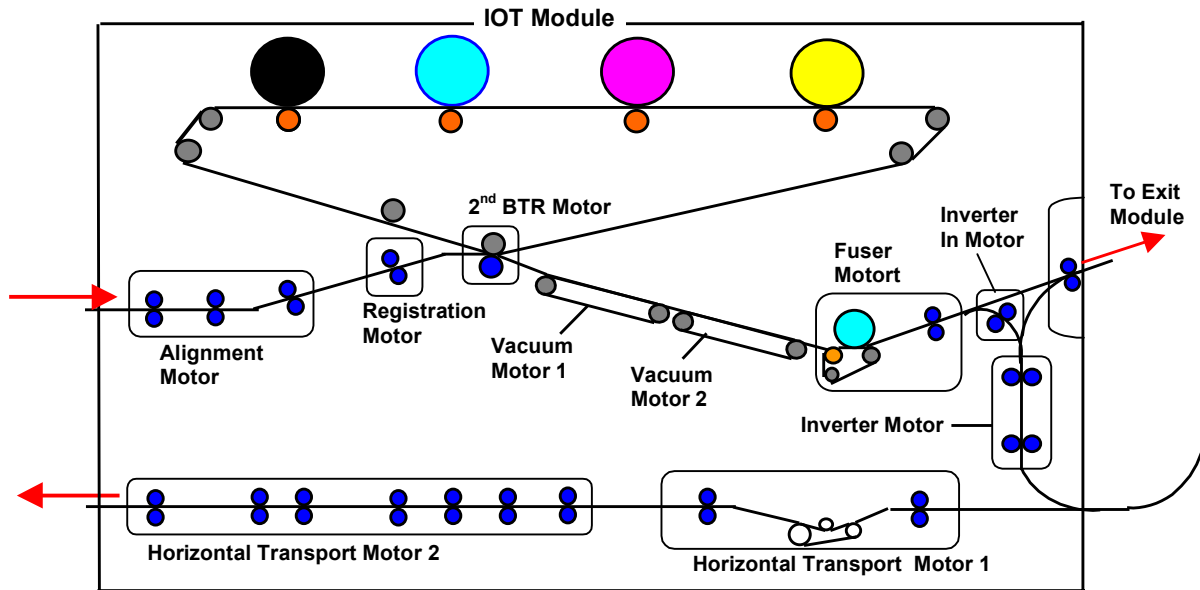 IOT Module
To Exit
Module
2nd BTR Motor
Inverter
In Motor
Fuser
Motort
Registration
Motor
Alignment
Motor
Vacuum
Motor 1
Vacuum
Motor 2
Inverter Motor
Horizontal Transport Motor 2
Horizontal Transport Motor 1